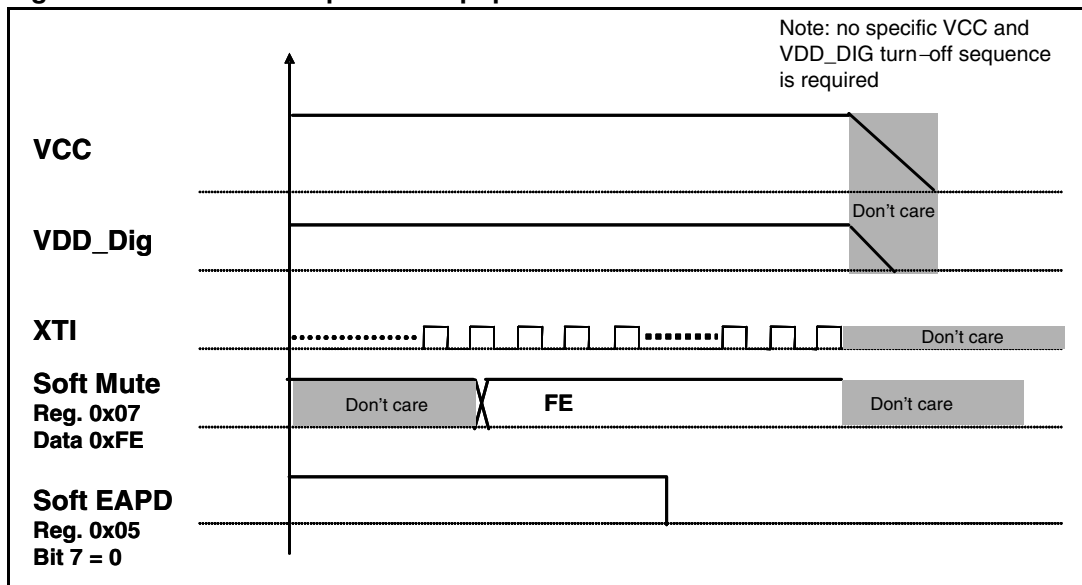 Note: no specific VCC and
VDD_DIG turn–off sequence
is required
VCC
Don't care
VDD_Dig
XTI
Don't care
Soft Mute
Reg. 0x07
Data 0xFE
Don't care
FE
Don't care
Soft EAPD
Reg. 0x05
Bit 7 = 0